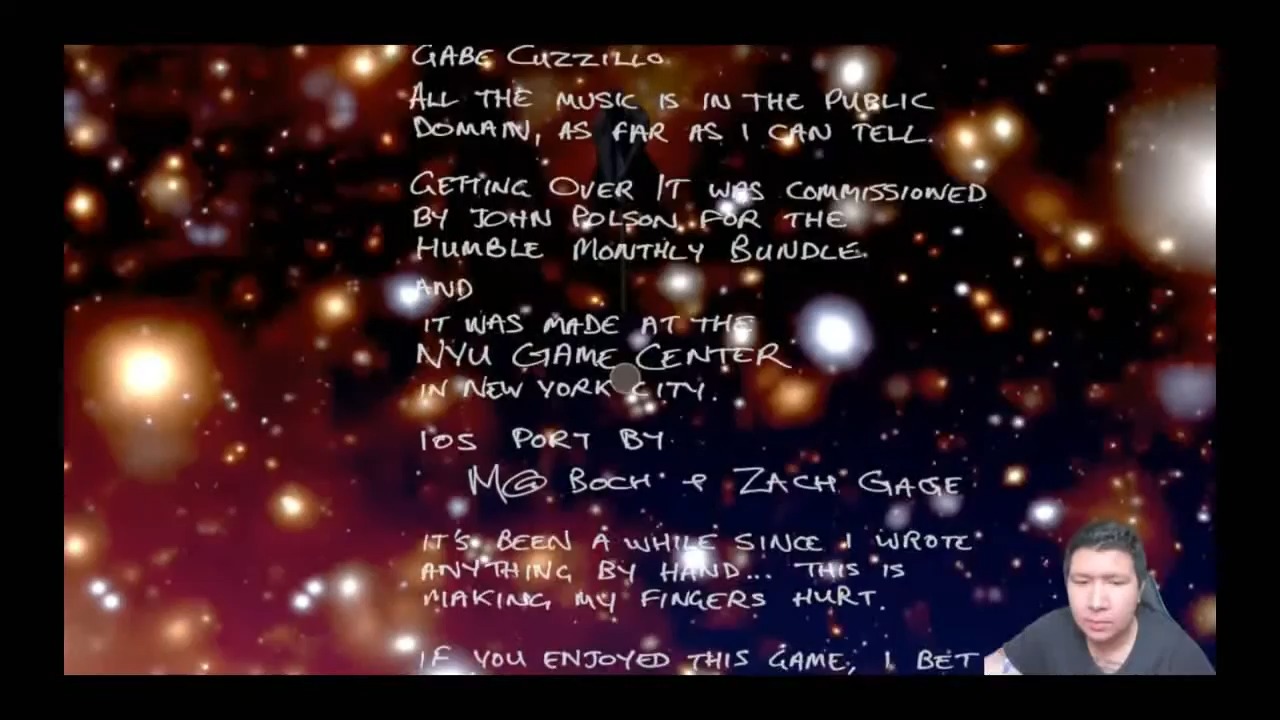 GABE CUZZILLO
ALL THE MUSIC IS IN THE PUBLIC
DOMAIN, AS FAR AS I CAN TELL.
GETTING OVER IT WAS COMMISSIONED
BY JOHN POLSON FOR THE
HUMBLE MONTHLY BUNDLE.
AND
IT WAS MADE AT THE
NYU GAME CENTER
IN NEW YORK CITY.
IOS PORT BY
M@ BOCH + ZACH GAGE
IT'S BEEN A WHILE SINCE I WROTE
ANYTHING BY HAND... THIS IS
MAKING MY FINGERS HURT.
IF YOU ENJOYED THIS GAME, I BET